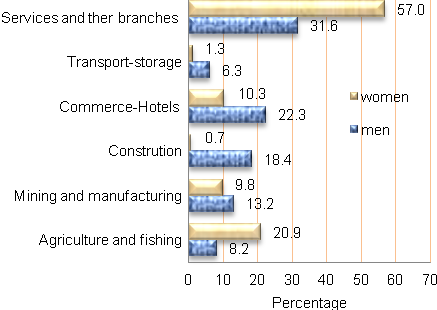 Services and ther branches
57.0
31.6
Transport-storage
1.3
6.3
Commerce-Hotels
10.3
22.3
women
men
Constrution
0.7
18.4
Mining and manufacturing
9.8
13.2
Agriculture and fishing
20.9
8.2
0 10 20 30 40 50 60 70
Percentage